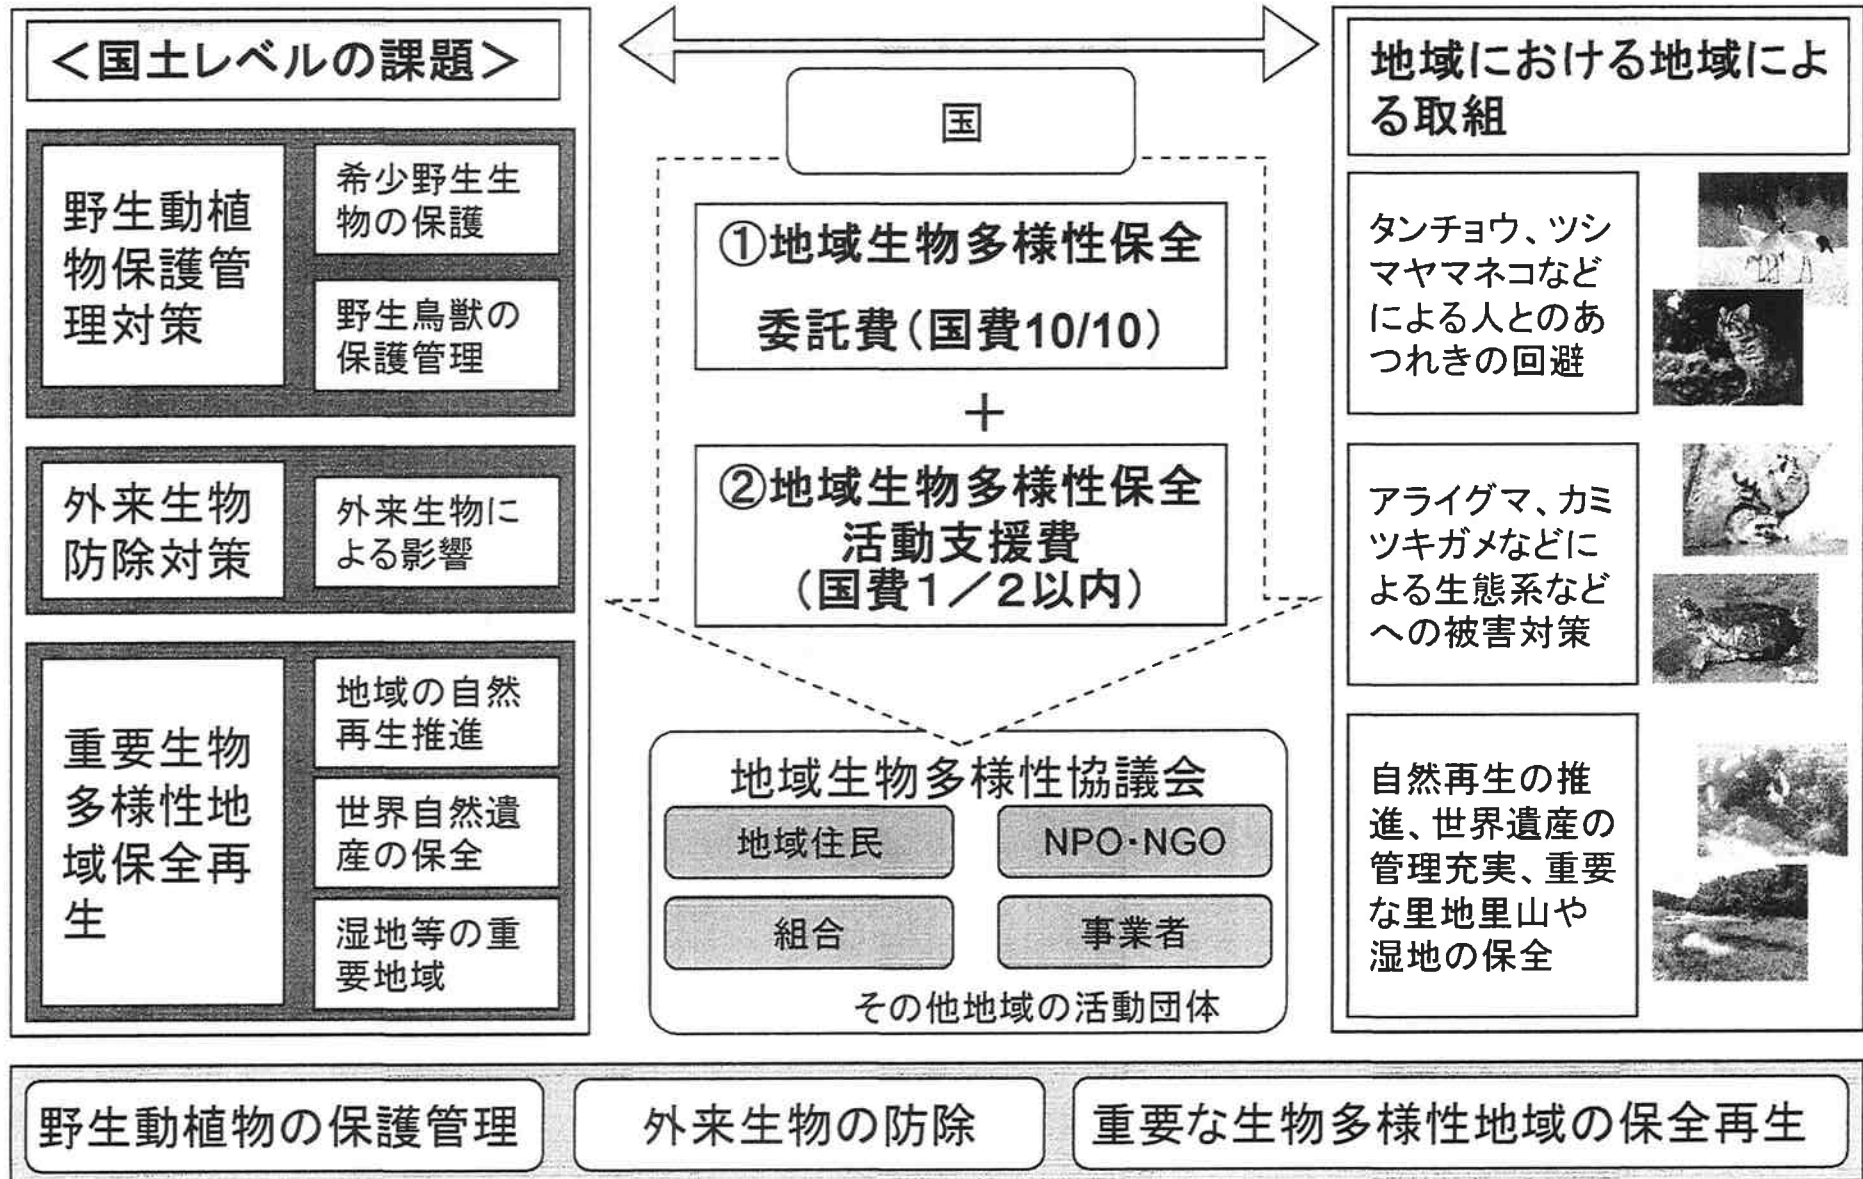 ＜国土レベルの課題＞
野生動植
物保護管
理対策
希少野生生
物の保護
野生鳥獣の
保護管理
外来生物
防除対策
外来生物に
よる影響
重要生物
多様性地
域保全再
生
地域の自然
再生推進
世界自然遺
産の保全
湿地等の重
要地域
国
①地域生物多様性保全
委託費（国費10/10）
＋
②地域生物多様性保全
活動支援費
（国費１／２以内）
地域生物多様性協議会
地域住民
NPO・NGO
組合
事業者
その他地域の活動団体
地域における地域によ
る取組
タンチョウ、ツシ
マヤマネコなど
による人とのあ
つれきの回避
アライグマ、カミ
ツキガメなどに
よる生態系など
への被害対策
自然再生の推
進、世界遺産の
管理充実、重要
な里地里山や
湿地の保全
野生動植物の保護管理
外来生物の防除
重要な生物多様性地域の保全再生